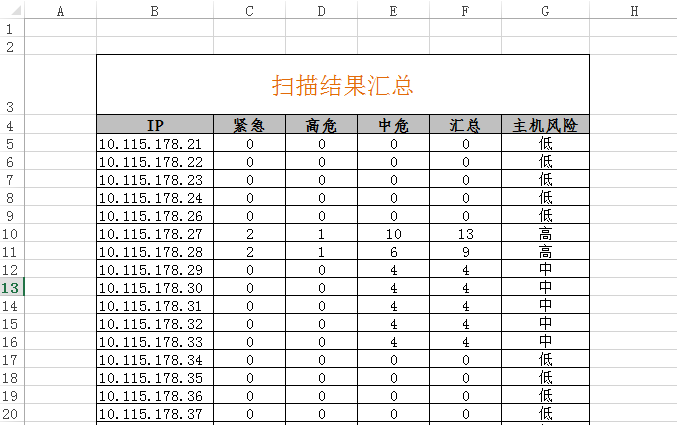 A B C D E F G H
1
2
3 扫描结果汇总
4 IP 紧急 高危 中危 汇总 主机风险
5 10.115.178.21 0 0 0 0 低
6 10.115.178.22 0 0 0 0 低
7 10.115.178.23 0 0 0 0 低
8 10.115.178.24 0 0 0 0 低
9 10.115.178.26 0 0 0 0 低
10 10.115.178.27 2 1 10 13 高
11 10.115.178.28 2 1 6 9 高
12 10.115.178.29 0 0 4 4 中
13 10.115.178.30 0 0 4 4 中
14 10.115.178.31 0 0 4 4 中
15 10.115.178.32 0 0 4 4 中
16 10.115.178.33 0 0 4 4 中
17 10.115.178.34 0 0 0 0 低
18 10.115.178.35 0 0 0 0 低
19 10.115.178.36 0 0 0 0 低
20 10.115.178.37 0 0 0 0 低